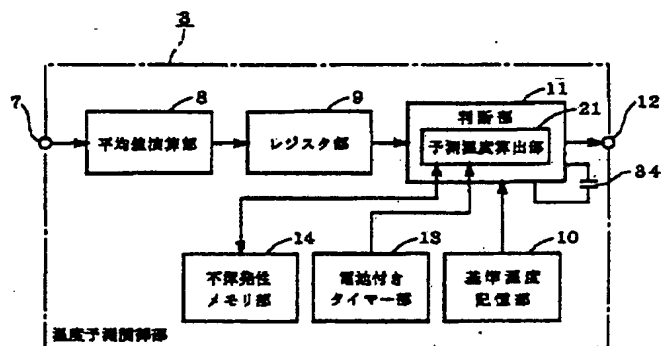 3
7
8
平均値演算部
9
レジスタ部
11
判断部
21
予測温度算出部
12
34
14
不揮発性
メモリ部
13
電池付き
タイマー部
10
基準温度
記憶部
温度予測演算部